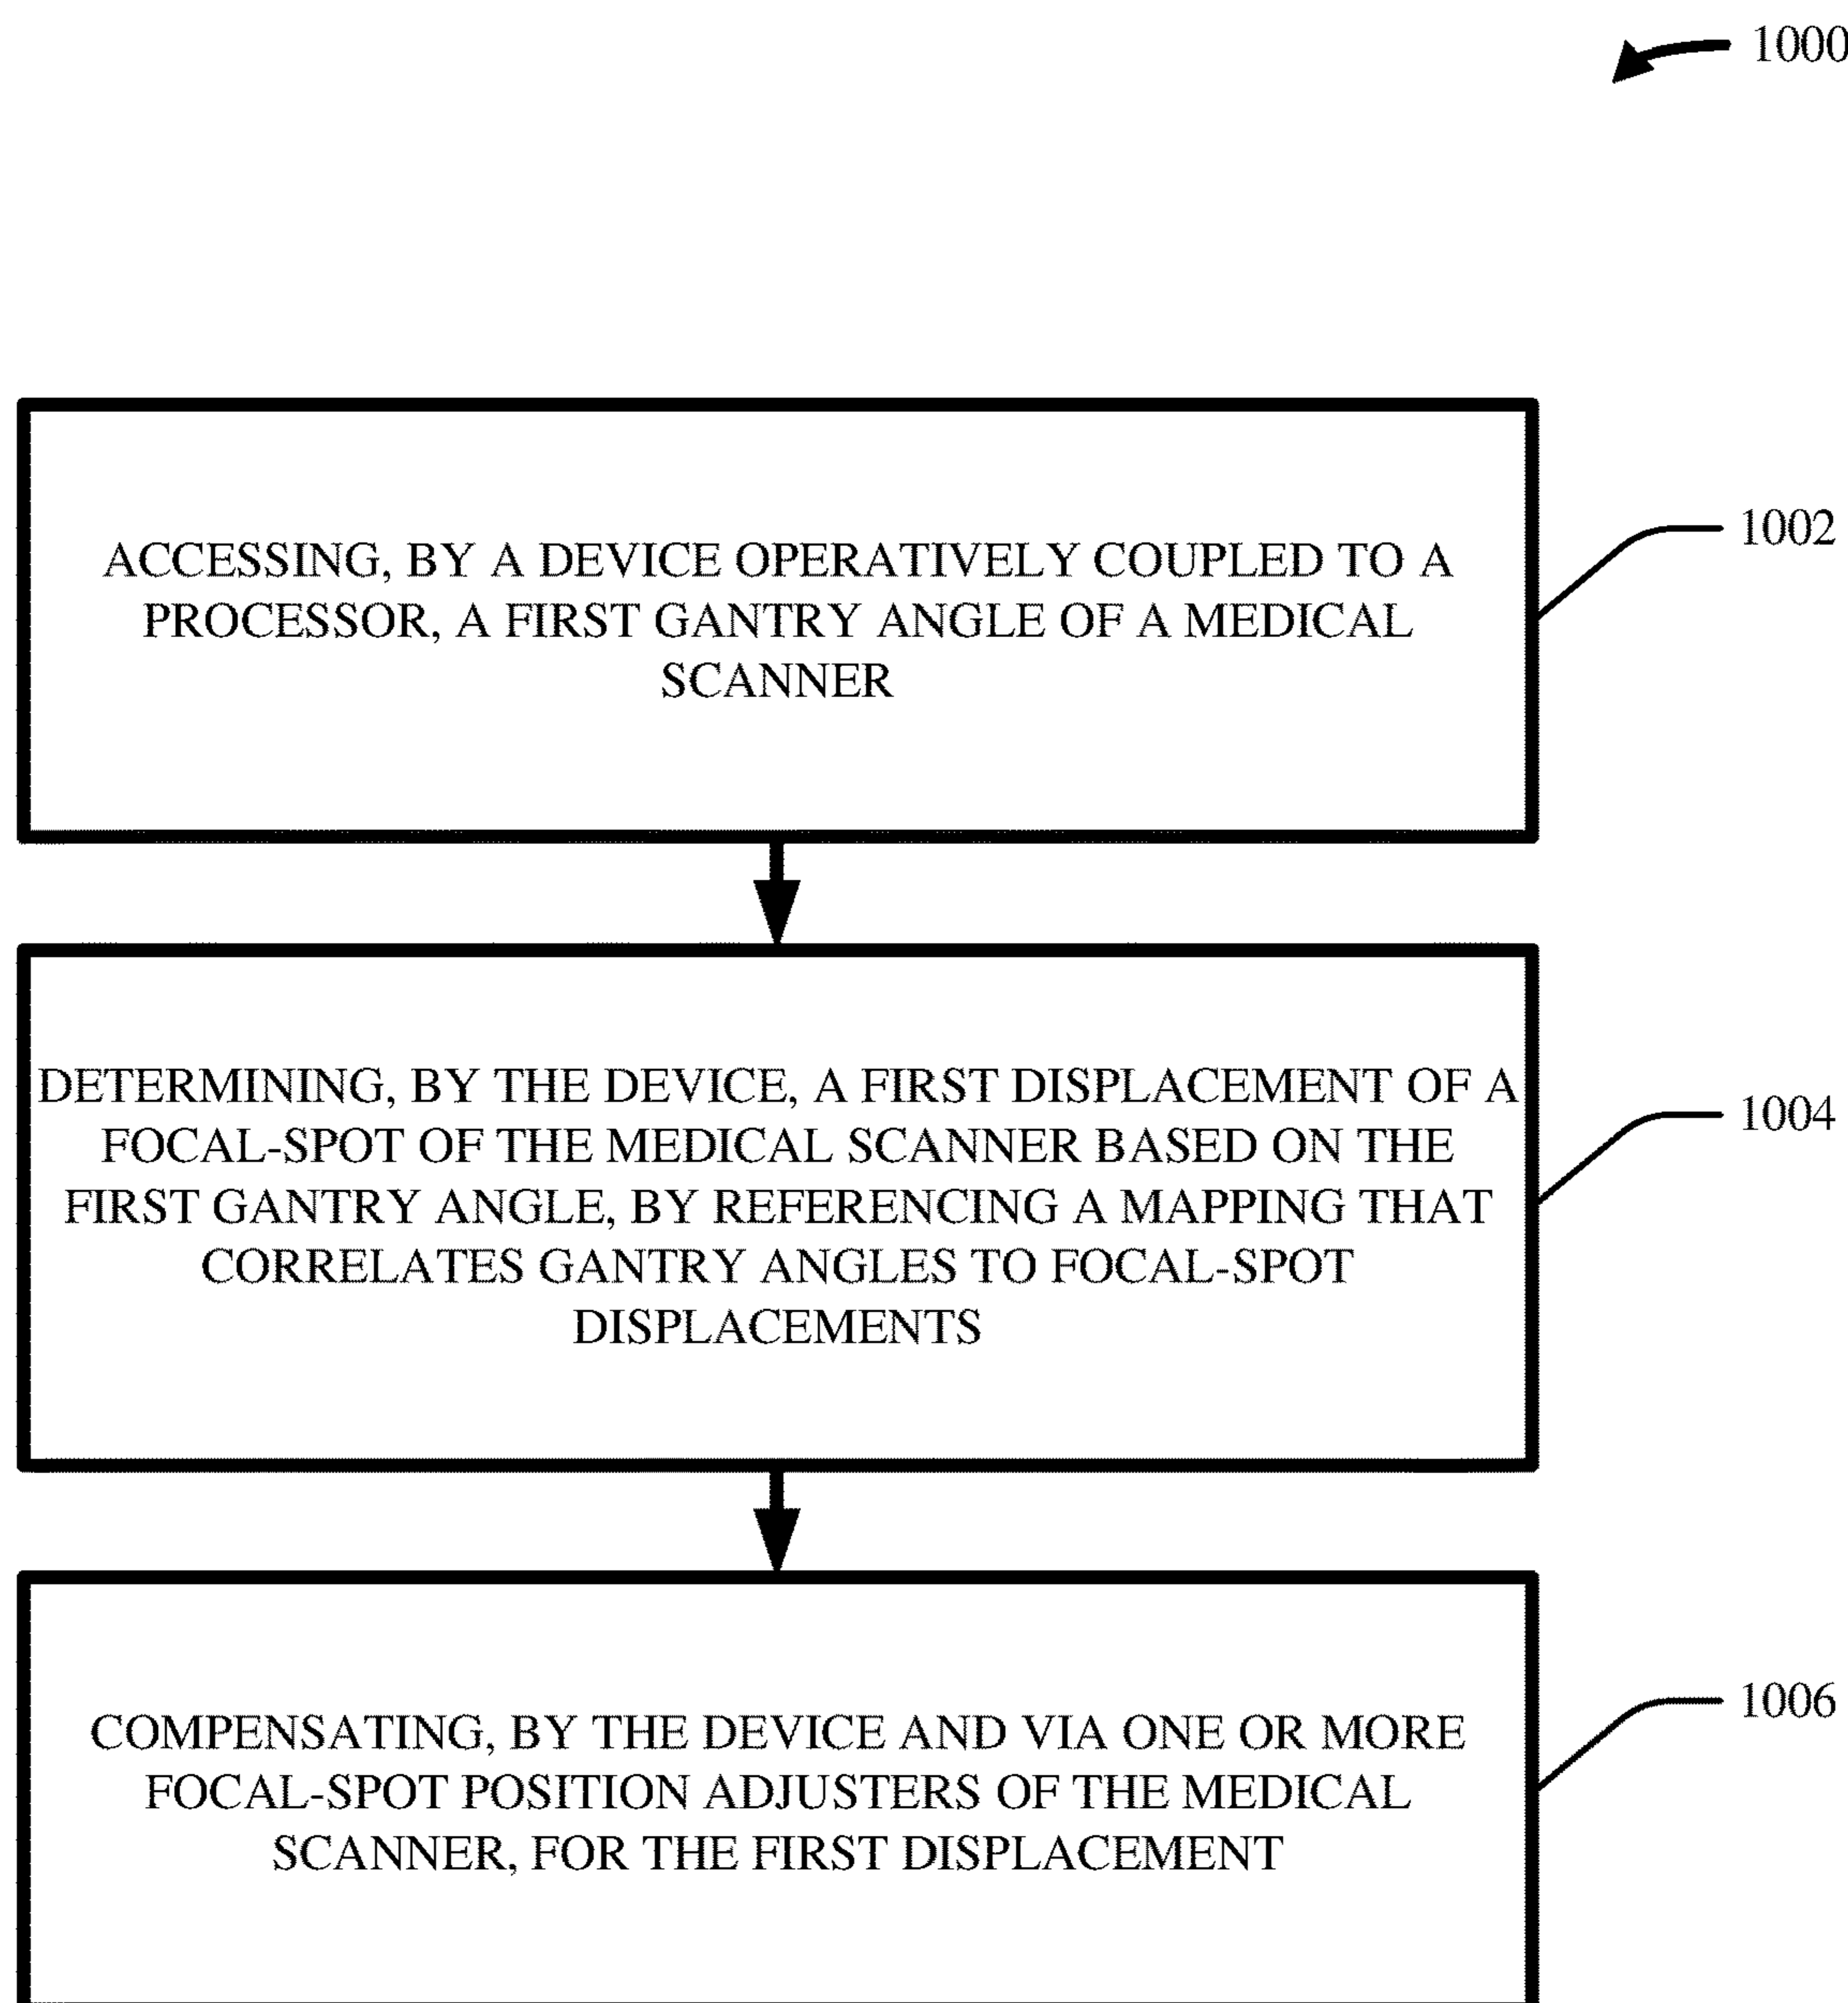 1000
ACCESSING, BY A DEVICE OPERATIVELY COUPLED TO A
PROCESSOR, A FIRST GANTRY ANGLE OF A MEDICAL
SCANNER
1002
DETERMINING, BY THE DEVICE, A FIRST DISPLACEMENT OF A
FOCAL-SPOT OF THE MEDICAL SCANNER BASED ON THE
FIRST GANTRY ANGLE, BY REFERENCING A MAPPING THAT
CORRELATES GANTRY ANGLES TO FOCAL-SPOT
DISPLACEMENTS
1004
COMPENSATING, BY THE DEVICE AND VIA ONE OR MORE
FOCAL-SPOT POSITION ADJUSTERS OF THE MEDICAL
SCANNER, FOR THE FIRST DISPLACEMENT
1006